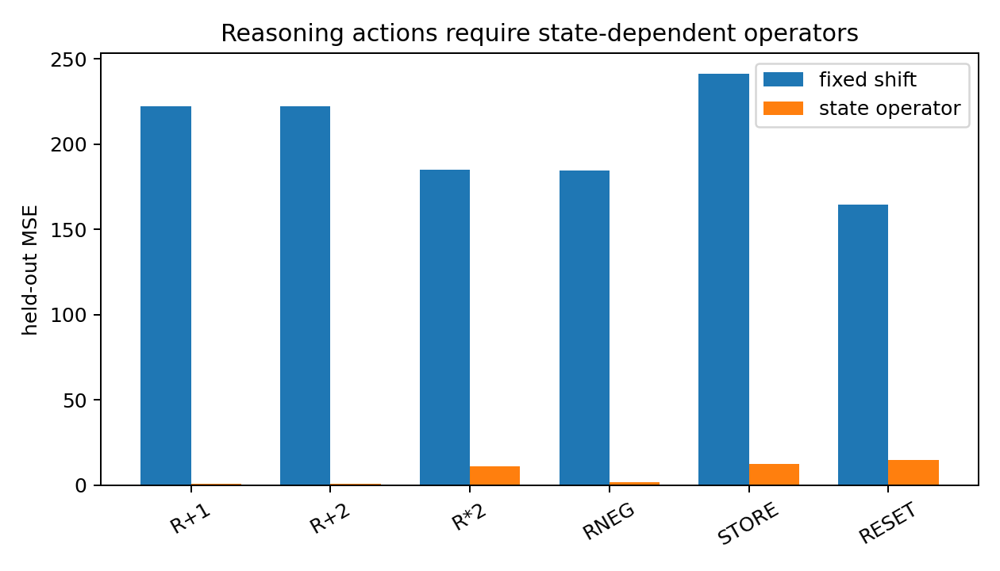 Reasoning actions require state-dependent operators
250
200
150
100
50
0
held-out MSE
fixed shift
state operator
R+1
R+2
R*2
RNEG
STORE
RESET